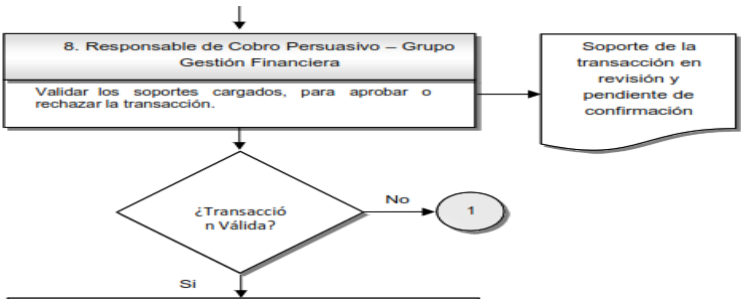 8. Responsable de Cobro Persuasivo – Grupo
Gestión Financiera
Validar los soportes cargados, para aprobar o
rechazar la transacción.
Soporte de la
transacción en
revisión y
pendiente de
confirmación
¿Transacció
n Válida?
No
1
Si